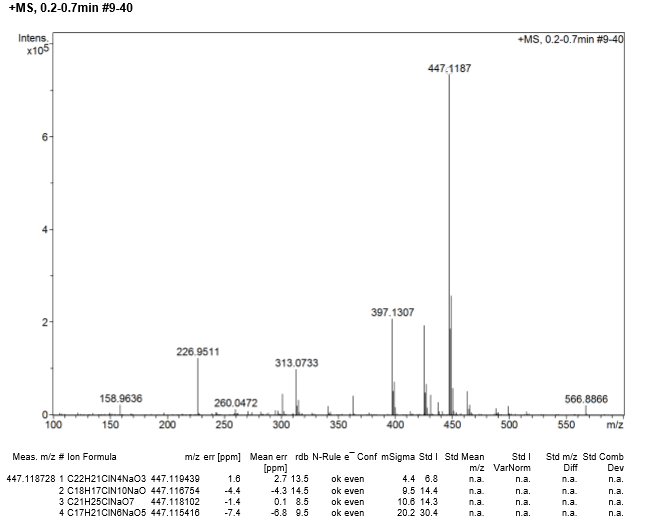 +MS, 0.2-0.7min #9-40
Intens.
x10⁵
+MS, 0.2-0.7min #9-40
447.1187
6
4
397.1307
2
226.9511
313.0733
158.9636
260.0472
566.8866
0
100 150 200 250 300 350 400 450 500 550 m/z
Meas. m/z # Ion Formula m/z err [ppm] Mean err [ppm] rdb N-Rule e⁻ Conf mSigma Std I Std Mean m/z Std I VarNorm Std m/z Diff Std Comb Dev
447.118728 1 C22H21ClN4NaO3 447.119439 1.6 2.7 13.5 ok even 4.4 6.8 n.a. n.a. n.a. n.a.
2 C18H17ClN10NaO 447.116754 -4.4 -4.3 14.5 ok even 9.5 14.4 n.a. n.a. n.a. n.a.
3 C21H25ClNaO7 447.118102 -1.4 0.1 8.5 ok even 10.6 14.3 n.a. n.a. n.a. n.a.
4 C17H21ClN6NaO5 447.115416 -7.4 -6.8 9.5 ok even 20.2 30.4 n.a. n.a. n.a. n.a.